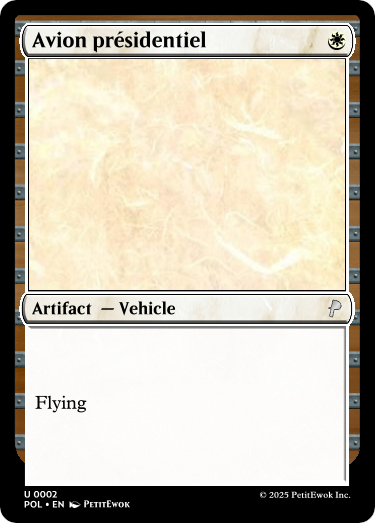 Avion présidentiel
Artifact — Vehicle
Flying
U 0002
POL • EN PETITEWOK
© 2025 PetitEwok Inc.